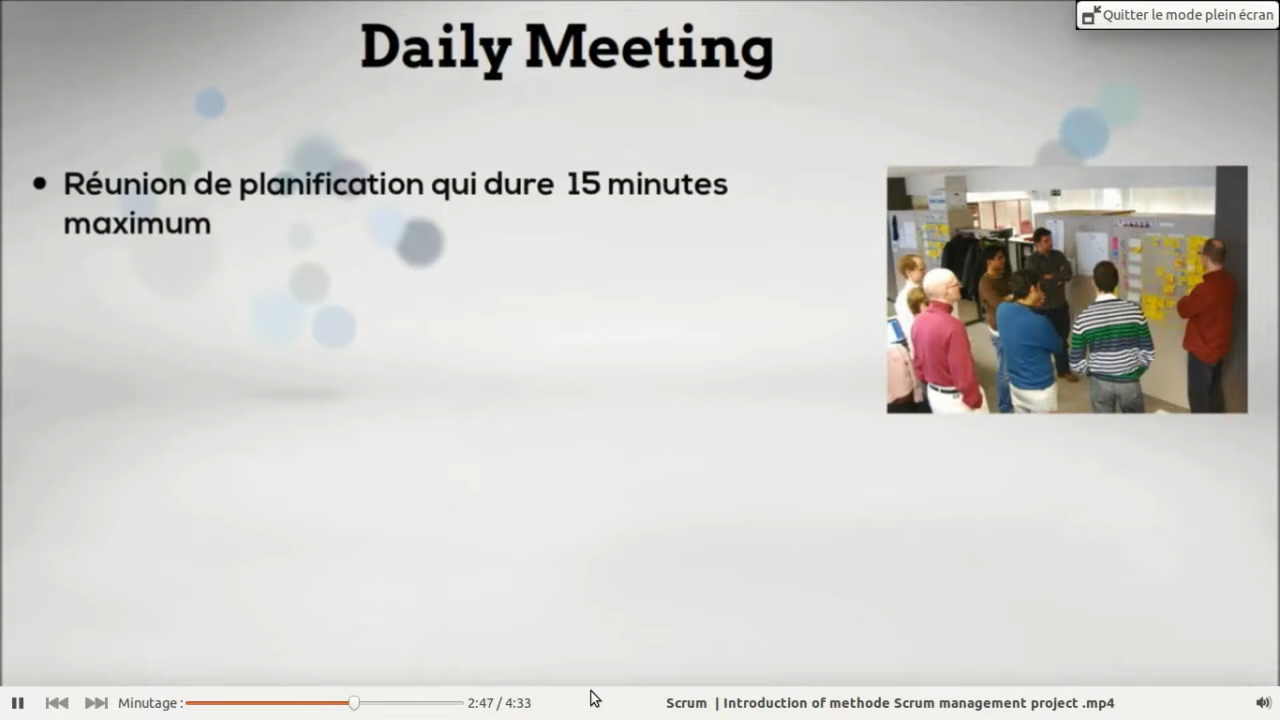 Quitter le mode plein écran
Daily Meeting
• Réunion de planification qui dure 15 minutes
maximum
Minutage :
2:47 / 4:33
Scrum | Introduction of methode Scrum management project .mp4